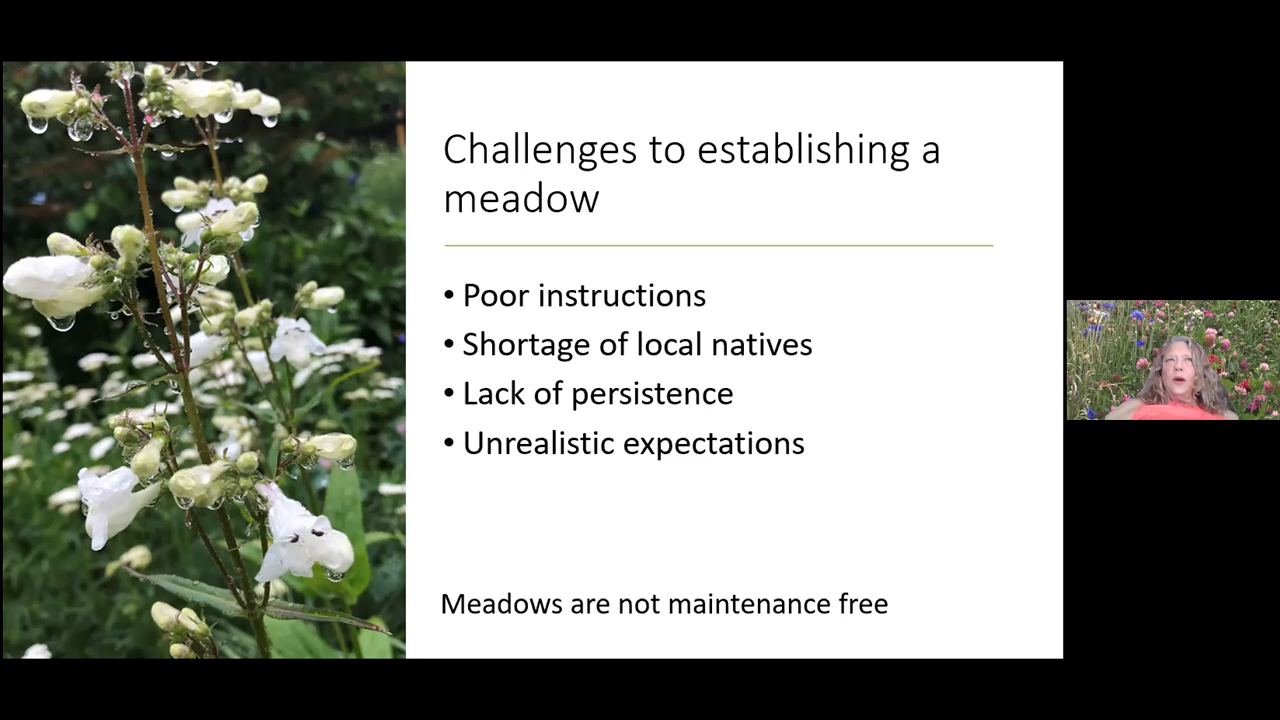 Challenges to establishing a
meadow
• Poor instructions
• Shortage of local natives
• Lack of persistence
• Unrealistic expectations
Meadows are not maintenance free